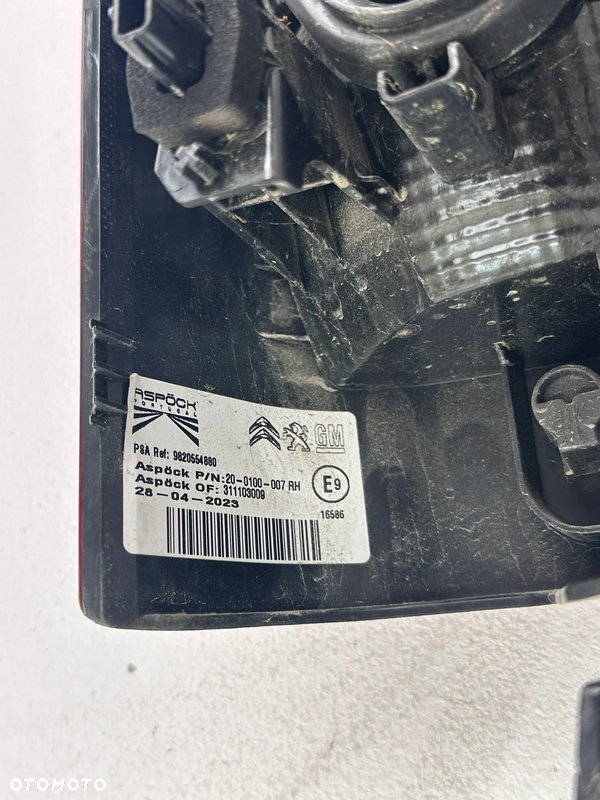 ASPÖCK
PORTUGAL
GM
PSA Ref: 9820554880
Aspöck P/N:20-0100-007 RH
Aspöck OF: 311103009
28-04-2023
E9
16586
OTOMOTO